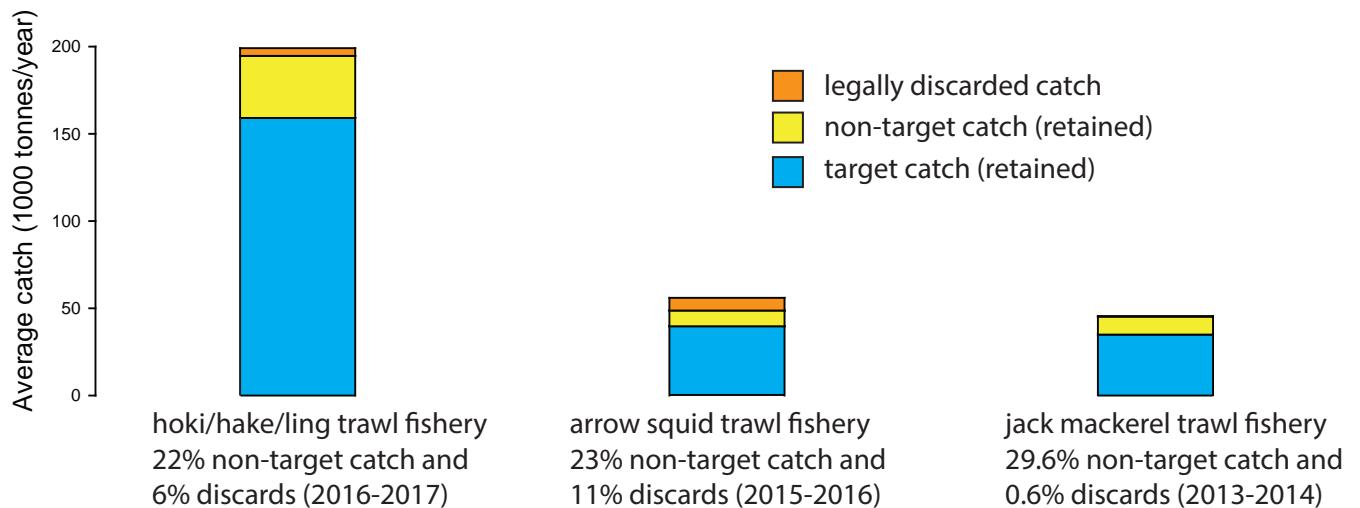 Average catch (1000 tonnes/year)
200
150
100
50
0
legally discarded catch
non-target catch (retained)
target catch (retained)
hoki/hake/ling trawl fishery
22% non-target catch and
6% discards (2016-2017)
arrow squid trawl fishery
23% non-target catch and
11% discards (2015-2016)
jack mackerel trawl fishery
29.6% non-target catch and
0.6% discards (2013-2014)